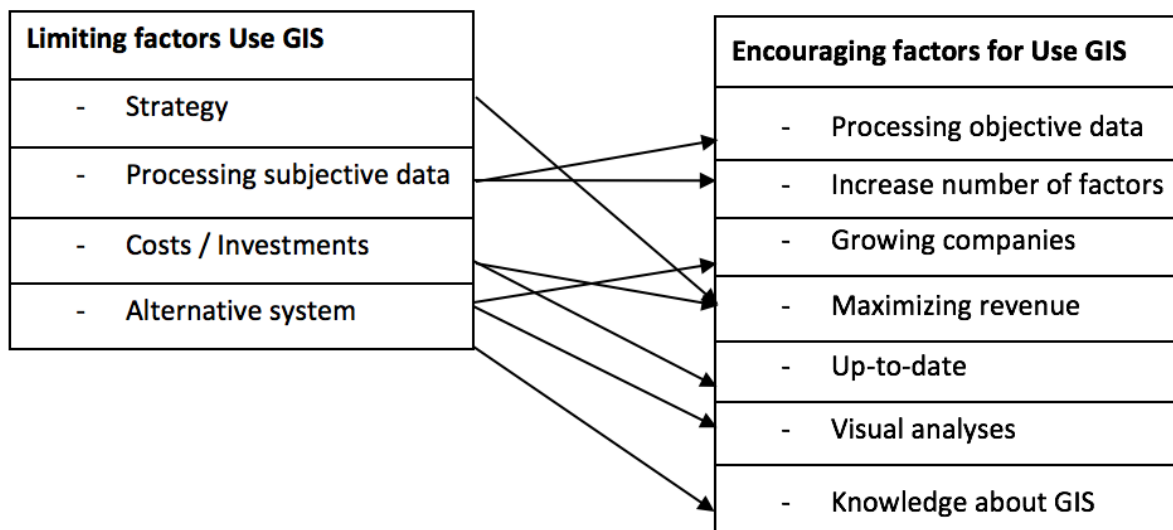 Limiting factors Use GIS
- Strategy
- Processing subjective data
- Costs / Investments
- Alternative system
Encouraging factors for Use GIS
- Processing objective data
- Increase number of factors
- Growing companies
- Maximizing revenue
- Up-to-date
- Visual analyses
- Knowledge about GIS